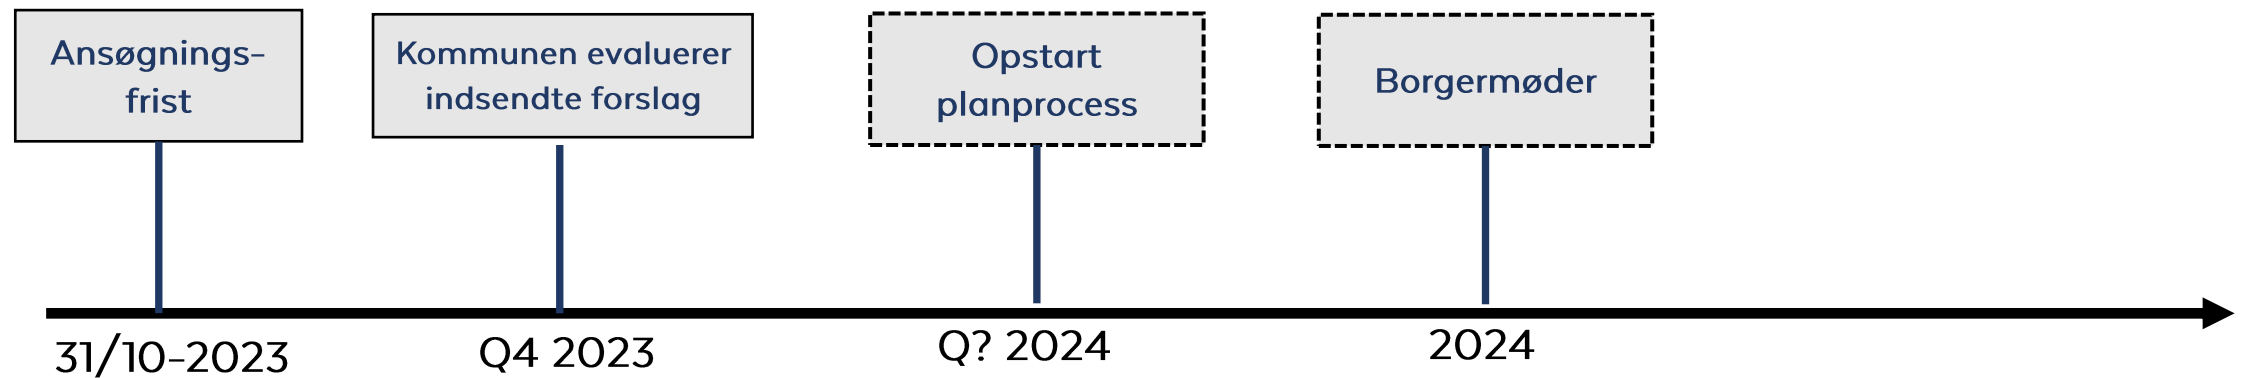 Ansøgnings-
frist
Kommunen evaluerer
indsendte forslag
Opstart
planprocess
Borgermøder
31/10-2023
Q4 2023
Q? 2024
2024